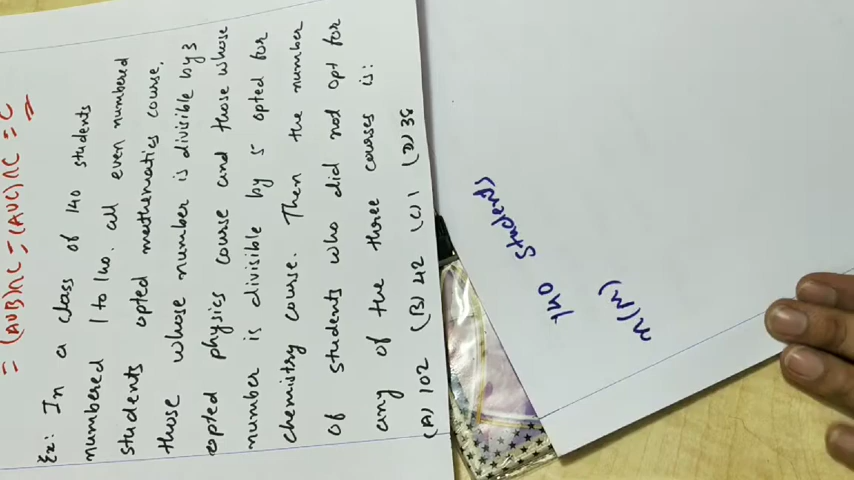 = (AUB)∩C = (AUC)∩C = C
Ex: In a class of 140 students
numbered 1 to 140. all even numbered
students opted mathematics course.
those whose number is divisible by 3
opted physics course and those whose
number is divisible by 5 opted for
chemistry course. Then the number
of students who did not opt for
any of the three courses is:
(A) 102 (B) 42 (C) 1 (D) 38
140 Students
n(M)